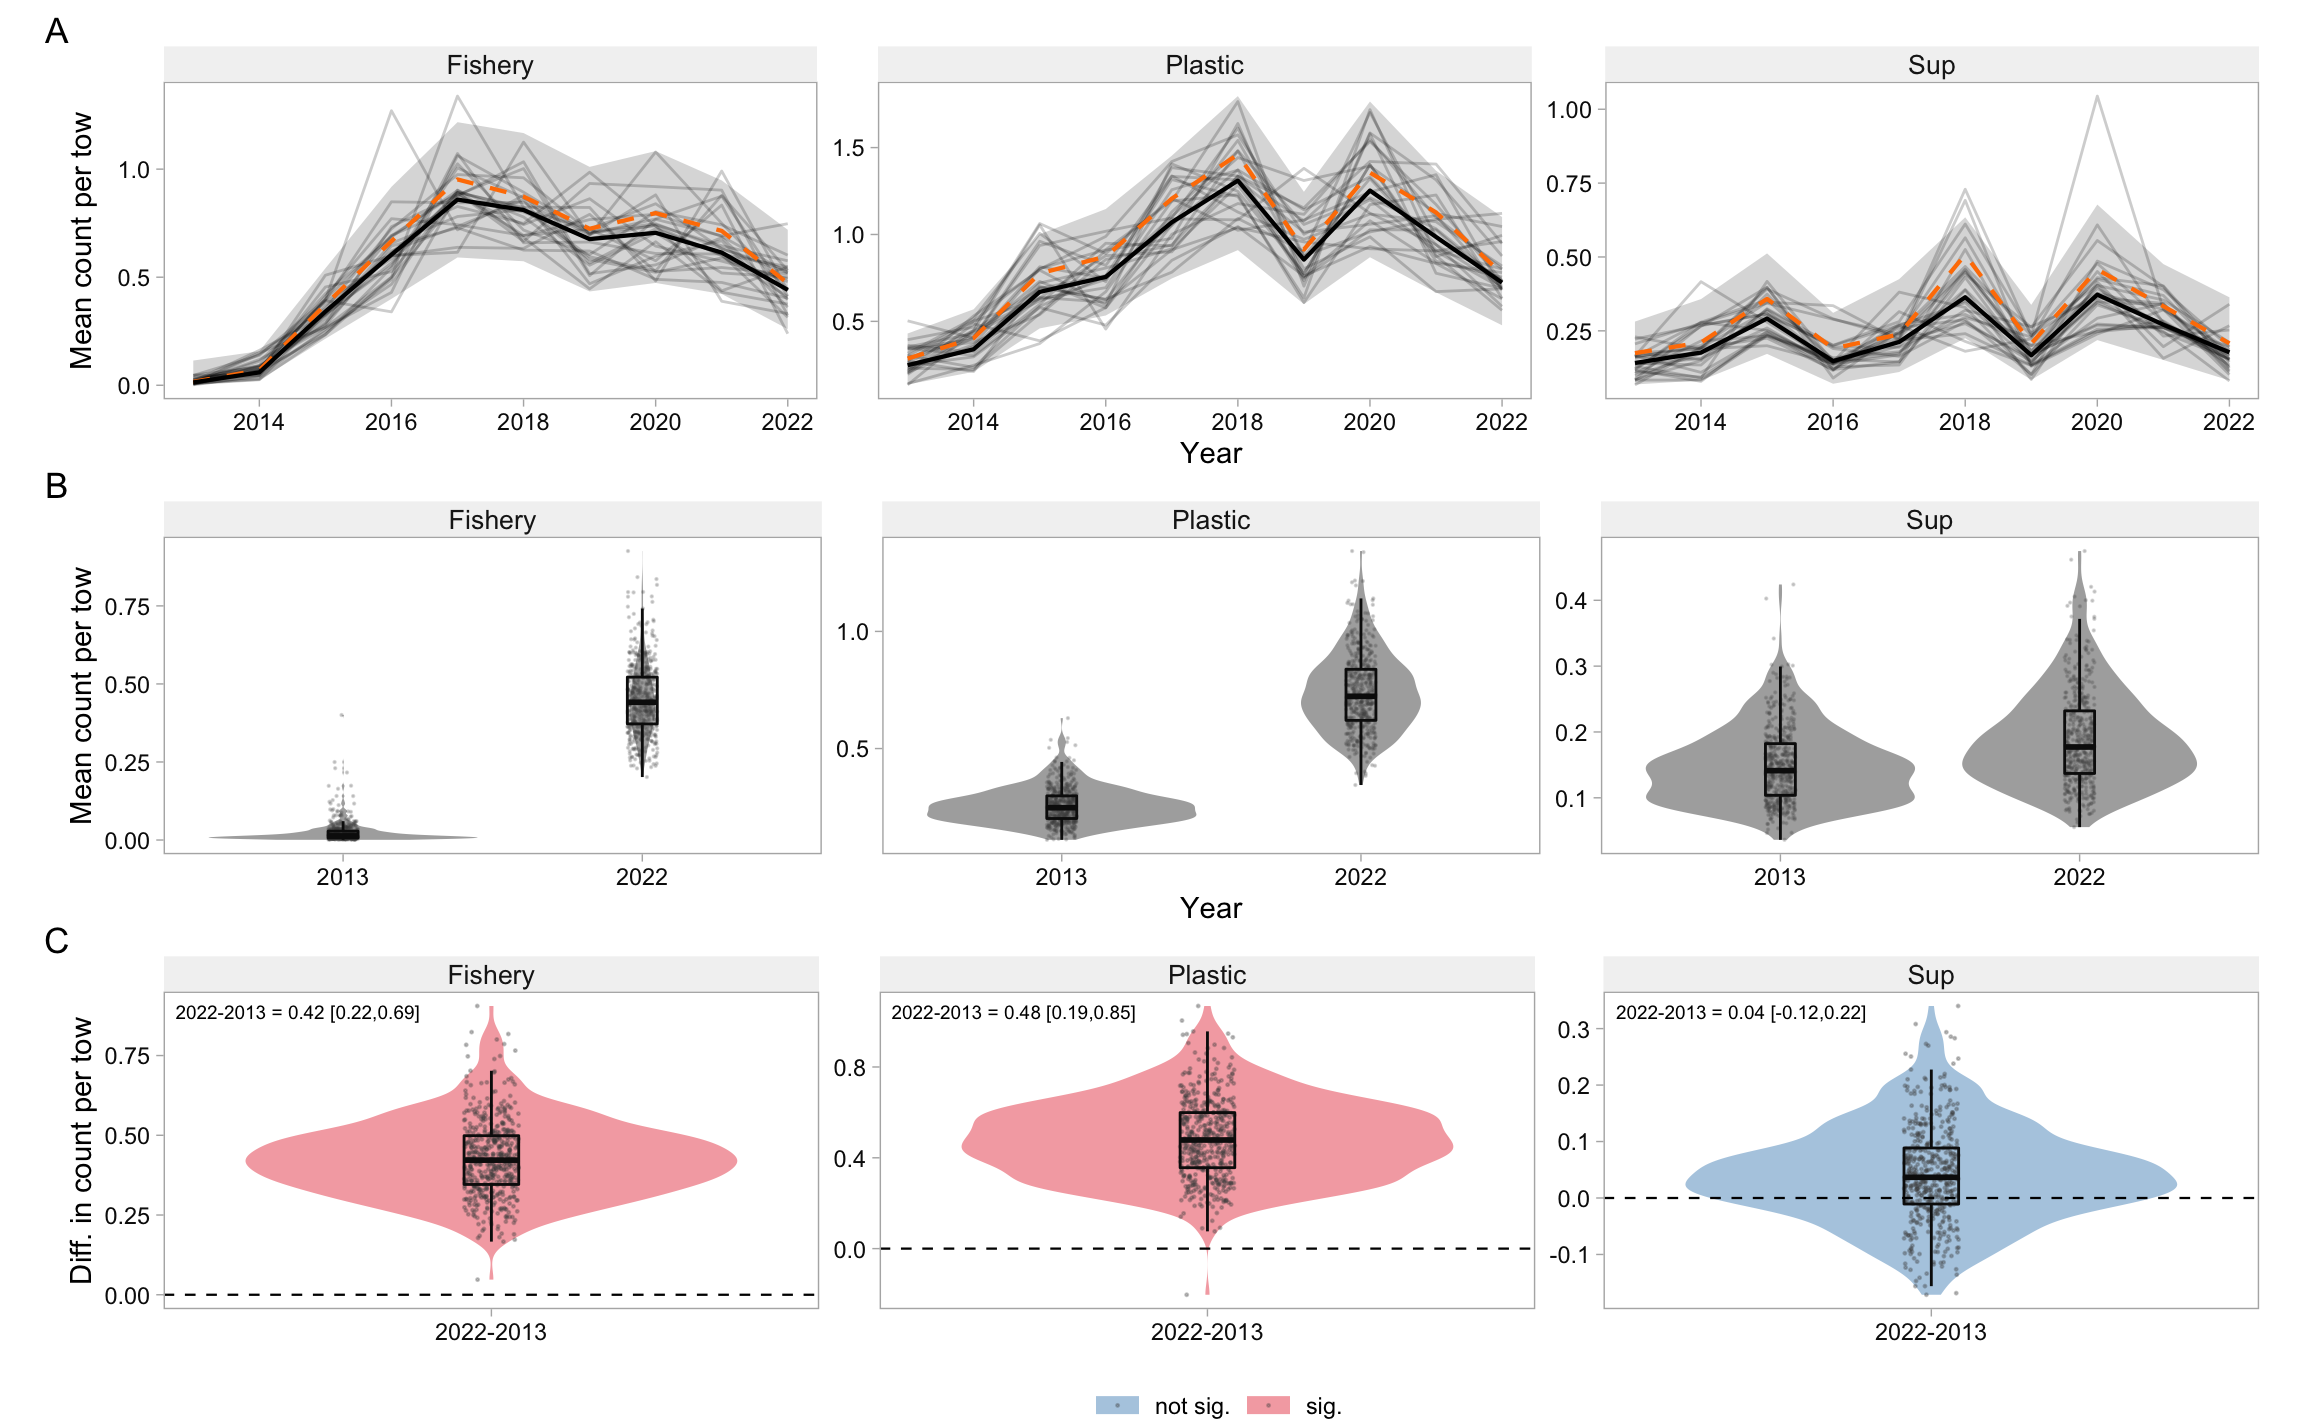 A
Fishery Plastic Sup
Mean count per tow
1.0
0.5
0.0
1.5
1.0
0.5
1.00
0.75
0.50
0.25
2014 2016 2018 2020 2022 2014 2016 2018 2020 2022 2014 2016 2018 2020 2022
Year
B
Fishery Plastic Sup
Mean count per tow
0.75
0.50
0.25
0.00
1.0
0.5
0.4
0.3
0.2
0.1
2013 2022 2013 2022 2013 2022
Year
C
Fishery Plastic Sup
Diff. in count per tow
2022-2013 = 0.42 [0.22,0.69]
2022-2013 = 0.48 [0.19,0.85]
2022-2013 = 0.04 [-0.12,0.22]
0.75
0.50
0.25
0.00
0.8
0.4
0.0
0.3
0.2
0.1
0.0
-0.1
2022-2013 2022-2013 2022-2013
not sig. sig.